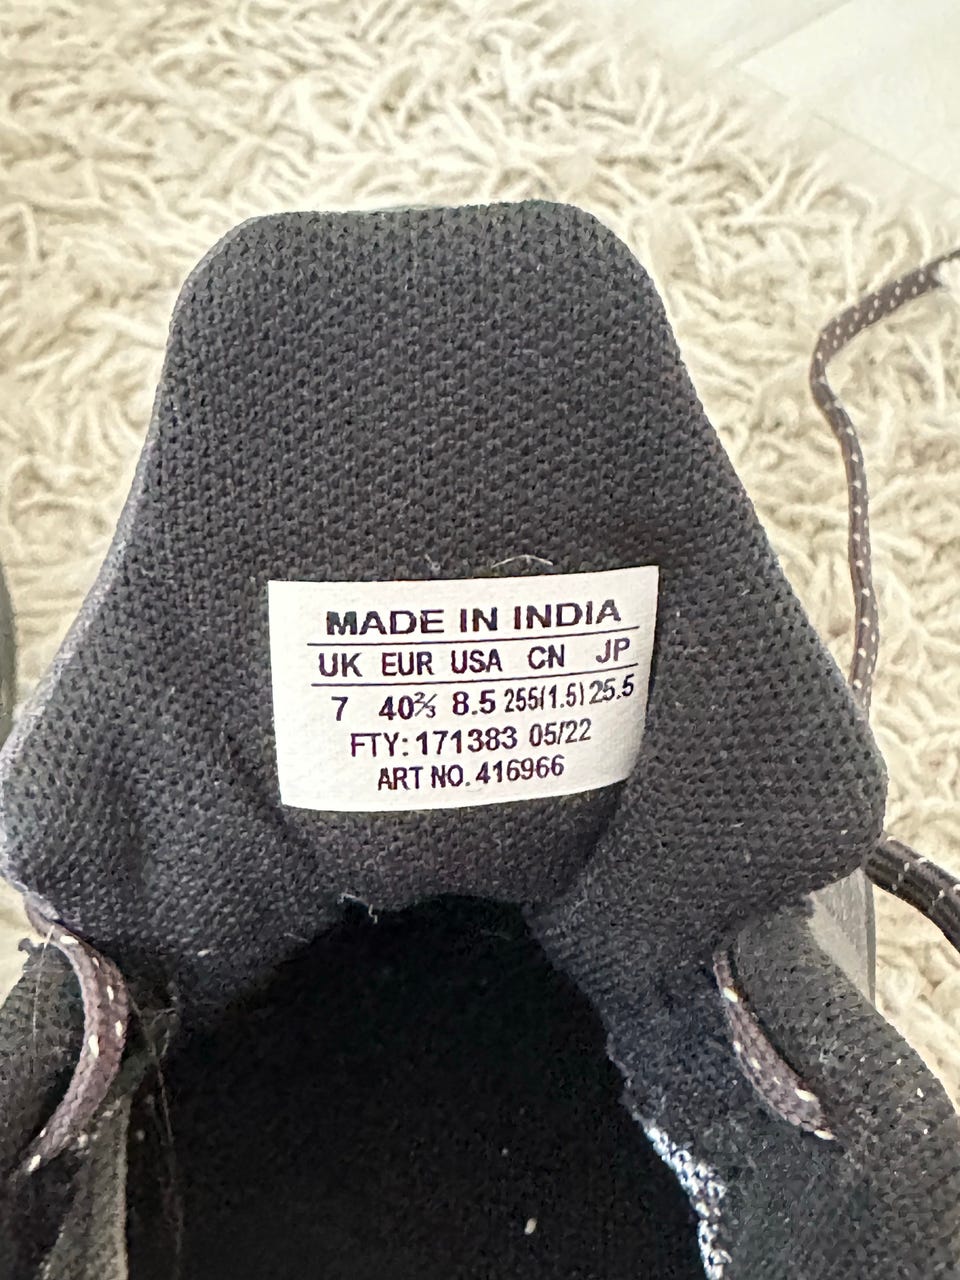 MADE IN INDIA
UK EUR USA CN JP
7 40⅔ 8.5 255(1.5) 25.5
FTY: 171383 05/22
ART NO. 416966